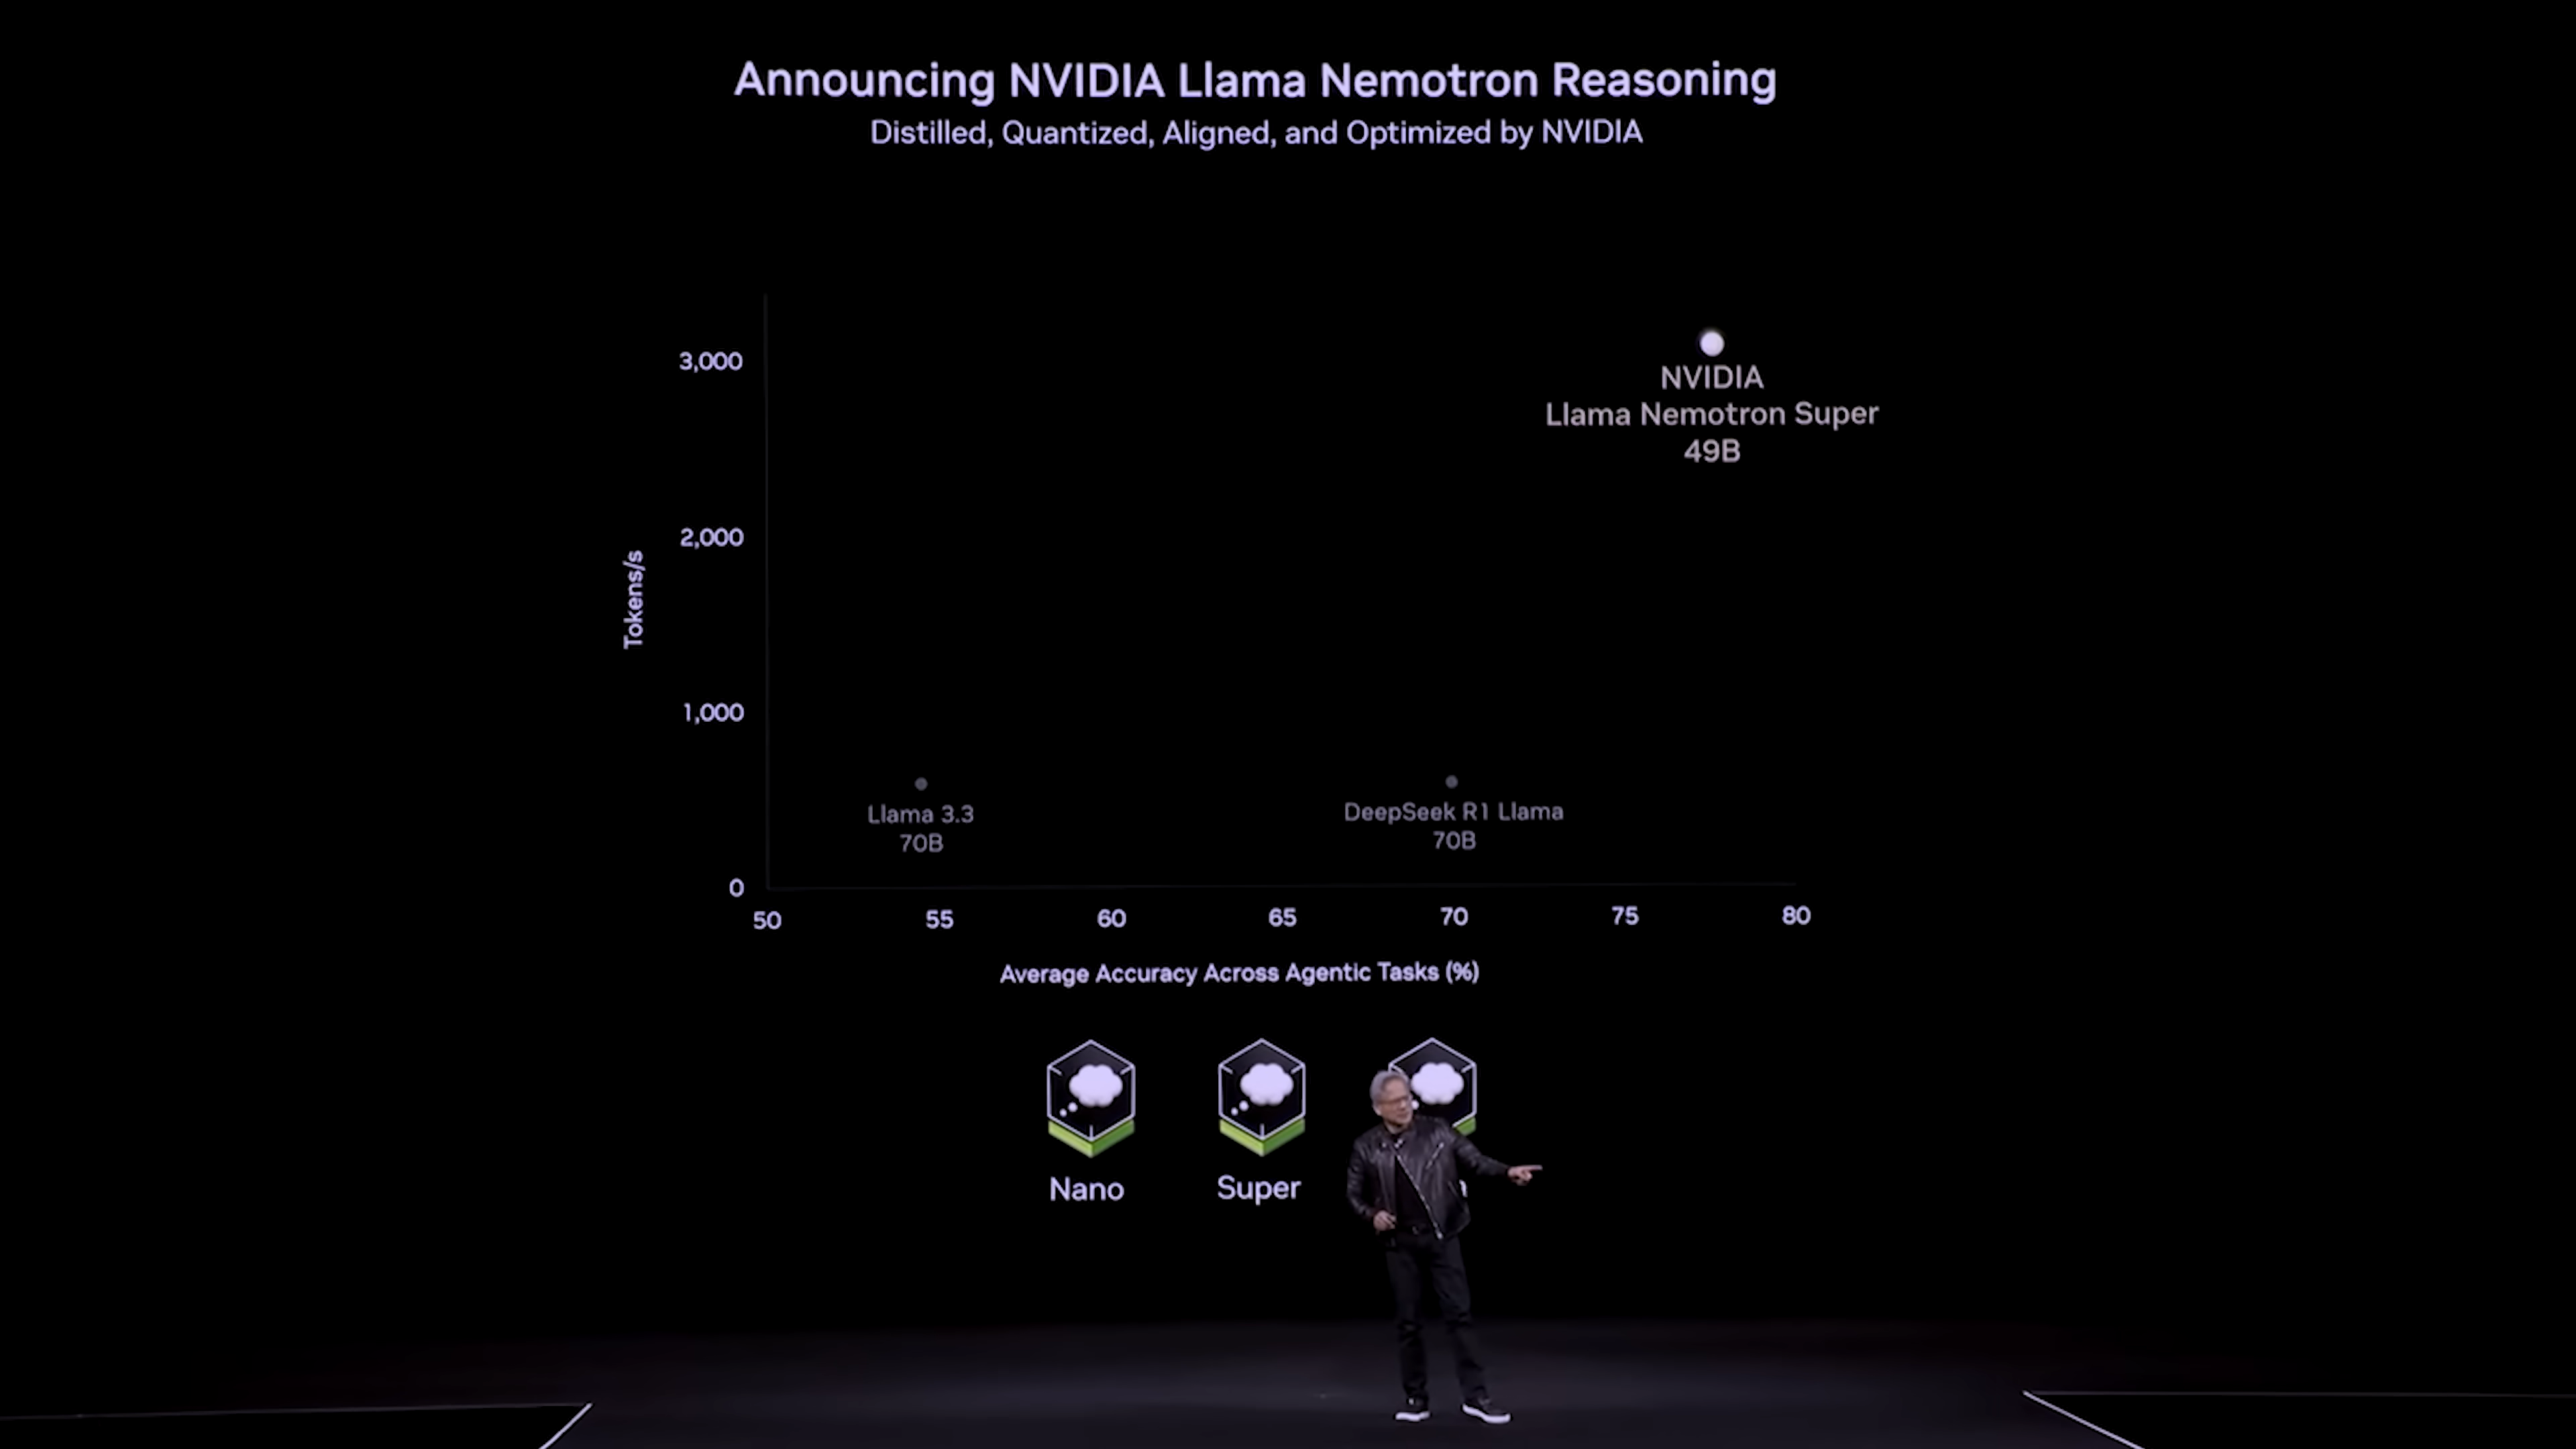 Announcing NVIDIA Llama Nemotron Reasoning
Distilled, Quantized, Aligned, and Optimized by NVIDIA
3,000
2,000
1,000
0
Tokens/s
NVIDIA
Llama Nemotron Super
49B
Llama 3.3
70B
DeepSeek R1 Llama
70B
50
55
60
65
70
75
80
Average Accuracy Across Agentic Tasks (%)
Nano
Super